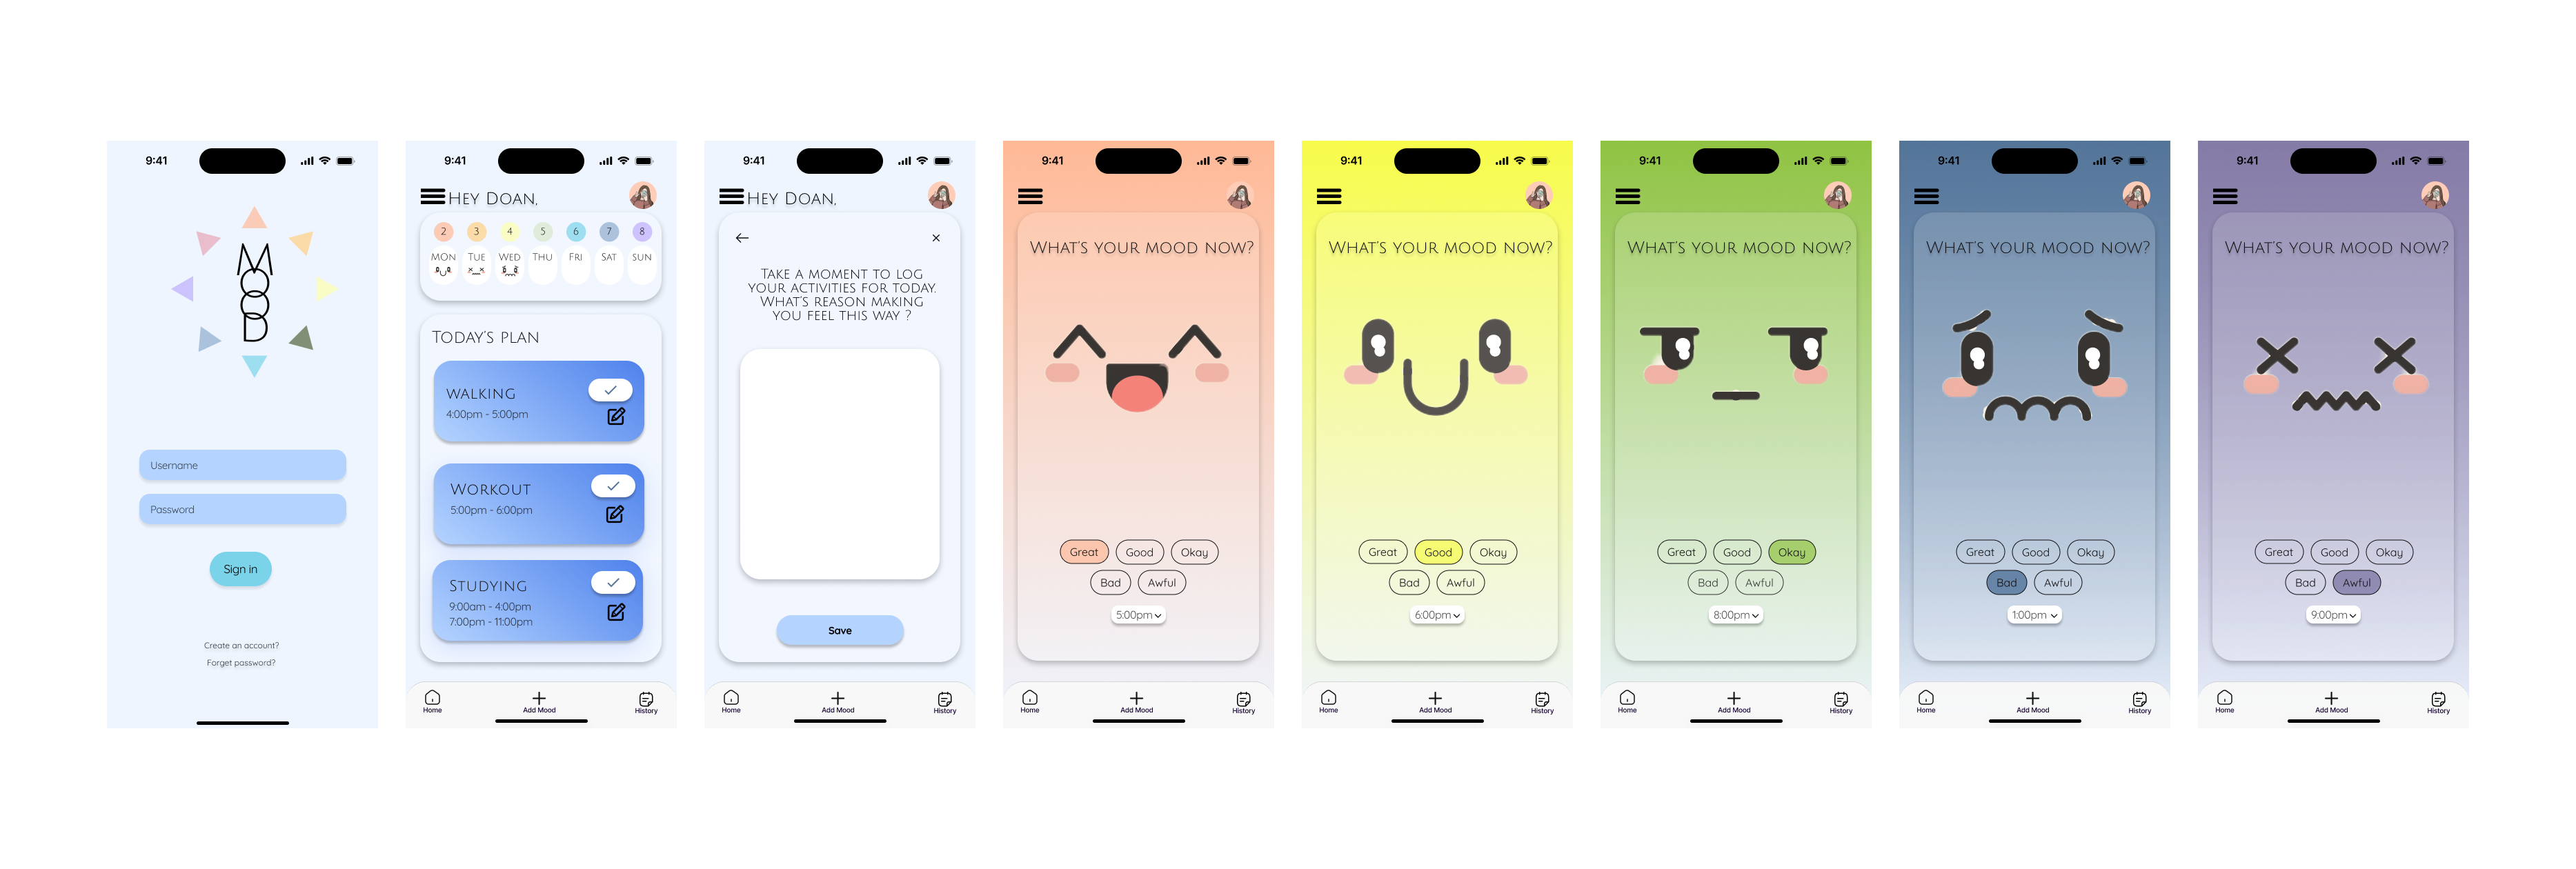 9:41
MOOD
Username
Password
Sign in
Create an account?
Forget password?
9:41
Hey Doan,
2 3 4 5 6 7 8
Mon Tue Wed Thu Fri Sat Sun
Today's plan
walking
4:00pm - 5:00pm
Workout
5:00pm - 6:00pm
Studying
9:00am - 4:00pm
7:00pm - 11:00pm
Home Add Mood History
9:41
Hey Doan,
Take a moment to log
your activities for today.
What's reason making
you feel this way ?
Save
Home Add Mood History
9:41
What's your mood now?
Great Good Okay
Bad Awful
5:00pm
Home Add Mood History
9:41
What's your mood now?
Great Good Okay
Bad Awful
6:00pm
Home Add Mood History
9:41
What's your mood now?
Great Good Okay
Bad Awful
8:00pm
Home Add Mood History
9:41
What's your mood now?
Great Good Okay
Bad Awful
1:00pm
Home Add Mood History
9:41
What's your mood now?
Great Good Okay
Bad Awful
9:00pm
Home Add Mood History